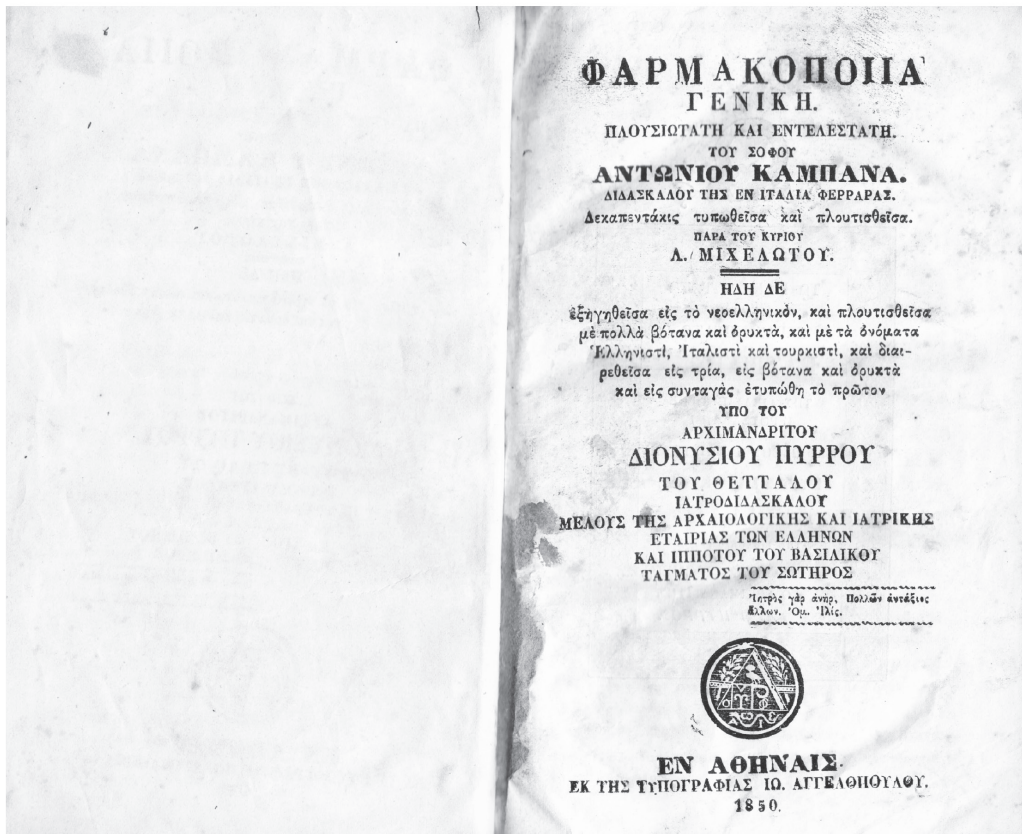 ΦΑΡΜΑΚΟΠΟΙΙΑ
ΓΕΝΙΚΗ.
ΠΛΟΥΣΙΩΤΑΤΗ ΚΑΙ ΕΝΤΕΛΕΣΤΑΤΗ.
ΤΟΥ ΣΟΦΟΥ
ΑΝΤΩΝΙΟΥ ΚΑΜΠΑΝΑ.
ΔΙΔΑΣΚΑΛΟΥ ΤΗΣ ΕΝ ΙΤΑΛΙΑ ΦΕΡΡΑΡΑΣ.
Δεκαπεντάκις τυπωθεῖσα καὶ πλουτισθεῖσα.
ΠΑΡΑ ΤΟΥ ΚΥΡΙΟΥ
Α. ΜΙΧΕΛΩΤΟΥ.
ΗΔΗ ΔΕ
ἐξηγηθεῖσα εἰς τὸ νεοελληνικὸν, καὶ πλουτισθεῖσα
μὲ πολλὰ βότανα καὶ ὀρυκτὰ, καὶ μὲ τὰ ὀνόματα
Ἑλληνιστὶ, Ἰταλιστὶ καὶ τουρκιστὶ, καὶ διαι-
ρεθεῖσα εἰς τρία, εἰς βότανα καὶ ὀρυκτὰ
καὶ εἰς συνταγὰς ἐτυπώθη τὸ πρῶτον
ΥΠΟ ΤΟΥ
ΑΡΧΙΜΑΝΔΡΙΤΟΥ
ΔΙΟΝΥΣΙΟΥ ΠΥΡΡΟΥ
ΤΟΥ ΘΕΤΤΑΛΟΥ
ΙΑΤΡΟΔΙΔΑΣΚΑΛΟΥ
ΜΕΛΟΥΣ ΤΗΣ ΑΡΧΑΙΟΛΟΓΙΚΗΣ ΚΑΙ ΙΑΤΡΙΚΗΣ
ΕΤΑΙΡΙΑΣ ΤΩΝ ΕΛΛΗΝΩΝ
ΚΑΙ ΙΠΠΟΤΟΥ ΤΟΥ ΒΑΣΙΛΙΚΟΥ
ΤΑΓΜΑΤΟΣ ΤΟΥ ΣΩΤΗΡΟΣ
Ἰητρὸς γὰρ ἀνὴρ, Πολλῶν ἀντάξιος
ἄλλων. Ὁμ. Ἰλίς.
ΕΝ ΑΘΗΝΑΙΣ.
ΕΚ ΤΗΣ ΤΥΠΟΓΡΑΦΙΑΣ ΙΩ. ΑΓΓΕΛΟΠΟΥΛΟΥ.
1850.